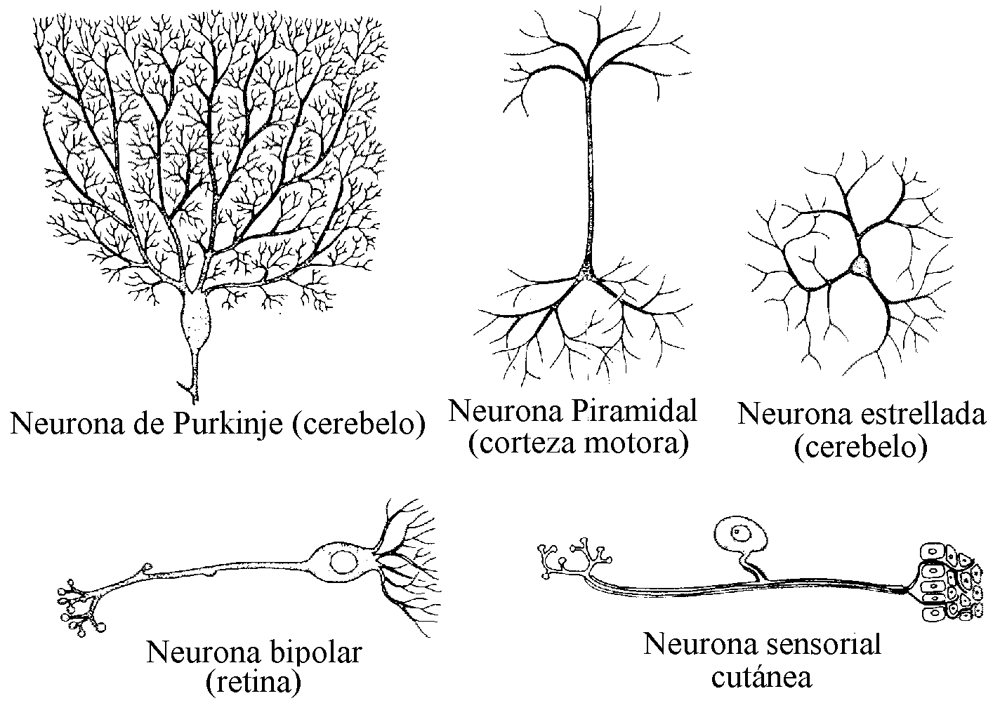 Neurona de Purkinje (cerebelo)
Neurona Piramidal
(corteza motora)
Neurona estrellada
(cerebelo)
Neurona bipolar
(retina)
Neurona sensorial
cutánea